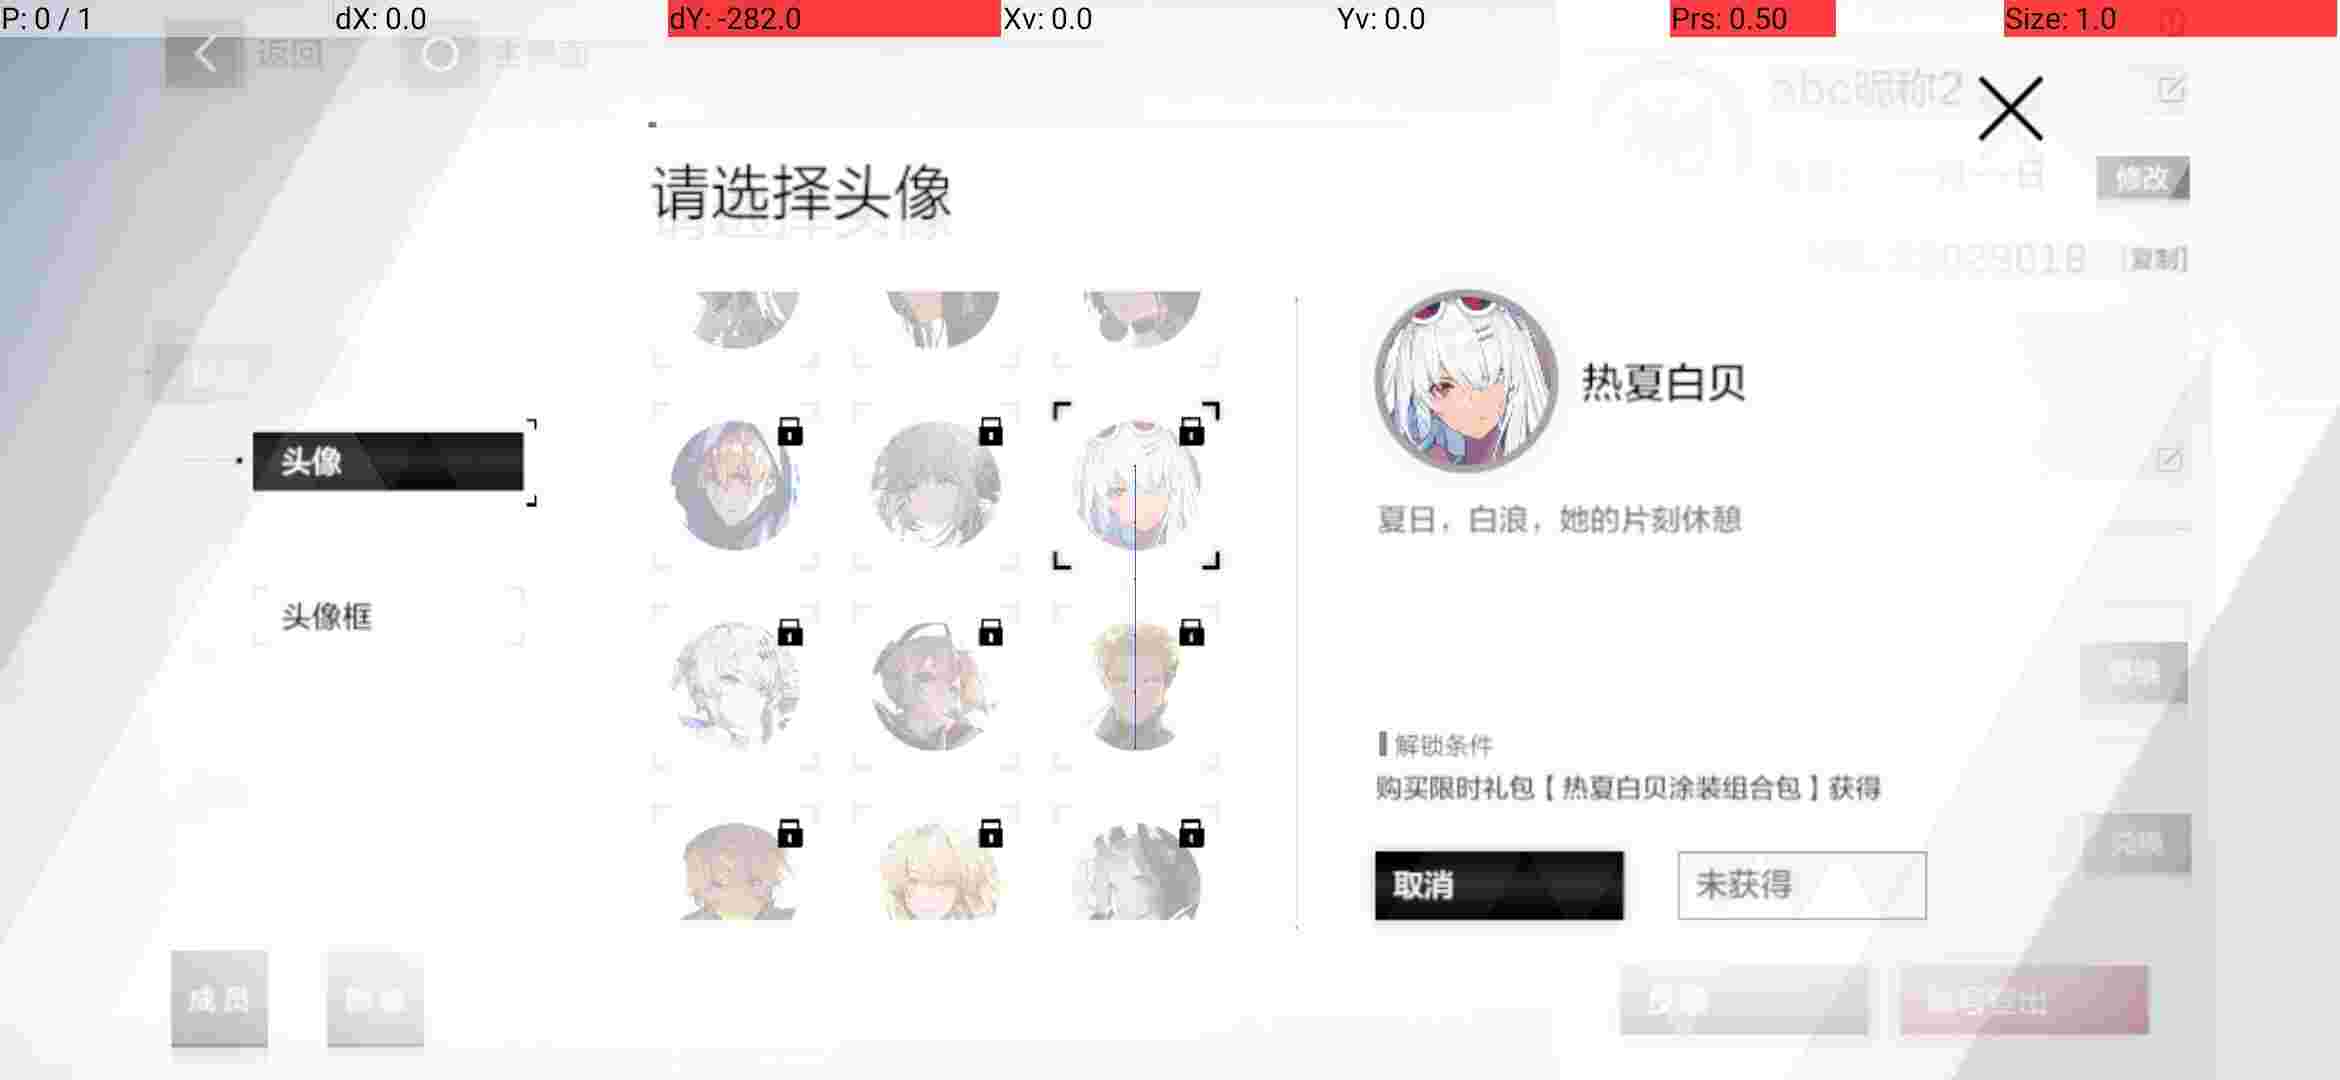 P: 0 / 1
dX: 0.0
dY: -282.0
Xv: 0.0
Yv: 0.0
Prs: 0.50
Size: 1.0
返回
主界面
abc昵称2
请选择头像
日
修改
029018
[复制]
头像
热夏白贝
夏日，白浪，她的片刻休憩
头像框
解锁条件
购买限时礼包【热夏白贝涂装组合包】获得
兑换
取消
未获得
成员